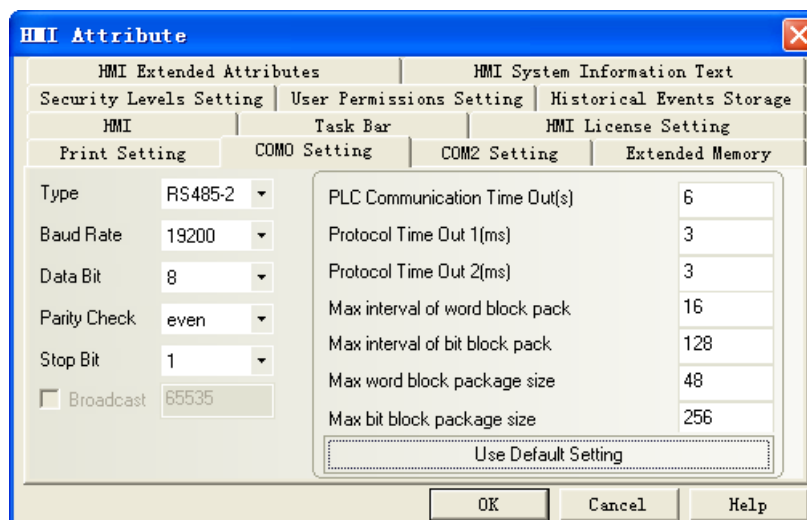 HMI Attribute
HMI Extended Attributes HMI System Information Text
Security Levels Setting User Permissions Setting Historical Events Storage
HMI Task Bar HMI License Setting
Print Setting COM0 Setting COM2 Setting Extended Memory
Type RS485-2
Baud Rate 19200
Data Bit 8
Parity Check even
Stop Bit 1
Broadcast 65535
PLC Communication Time Out(s) 6
Protocol Time Out 1(ms) 3
Protocol Time Out 2(ms) 3
Max interval of word block pack 16
Max interval of bit block pack 128
Max word block package size 48
Max bit block package size 256
Use Default Setting
OK Cancel Help